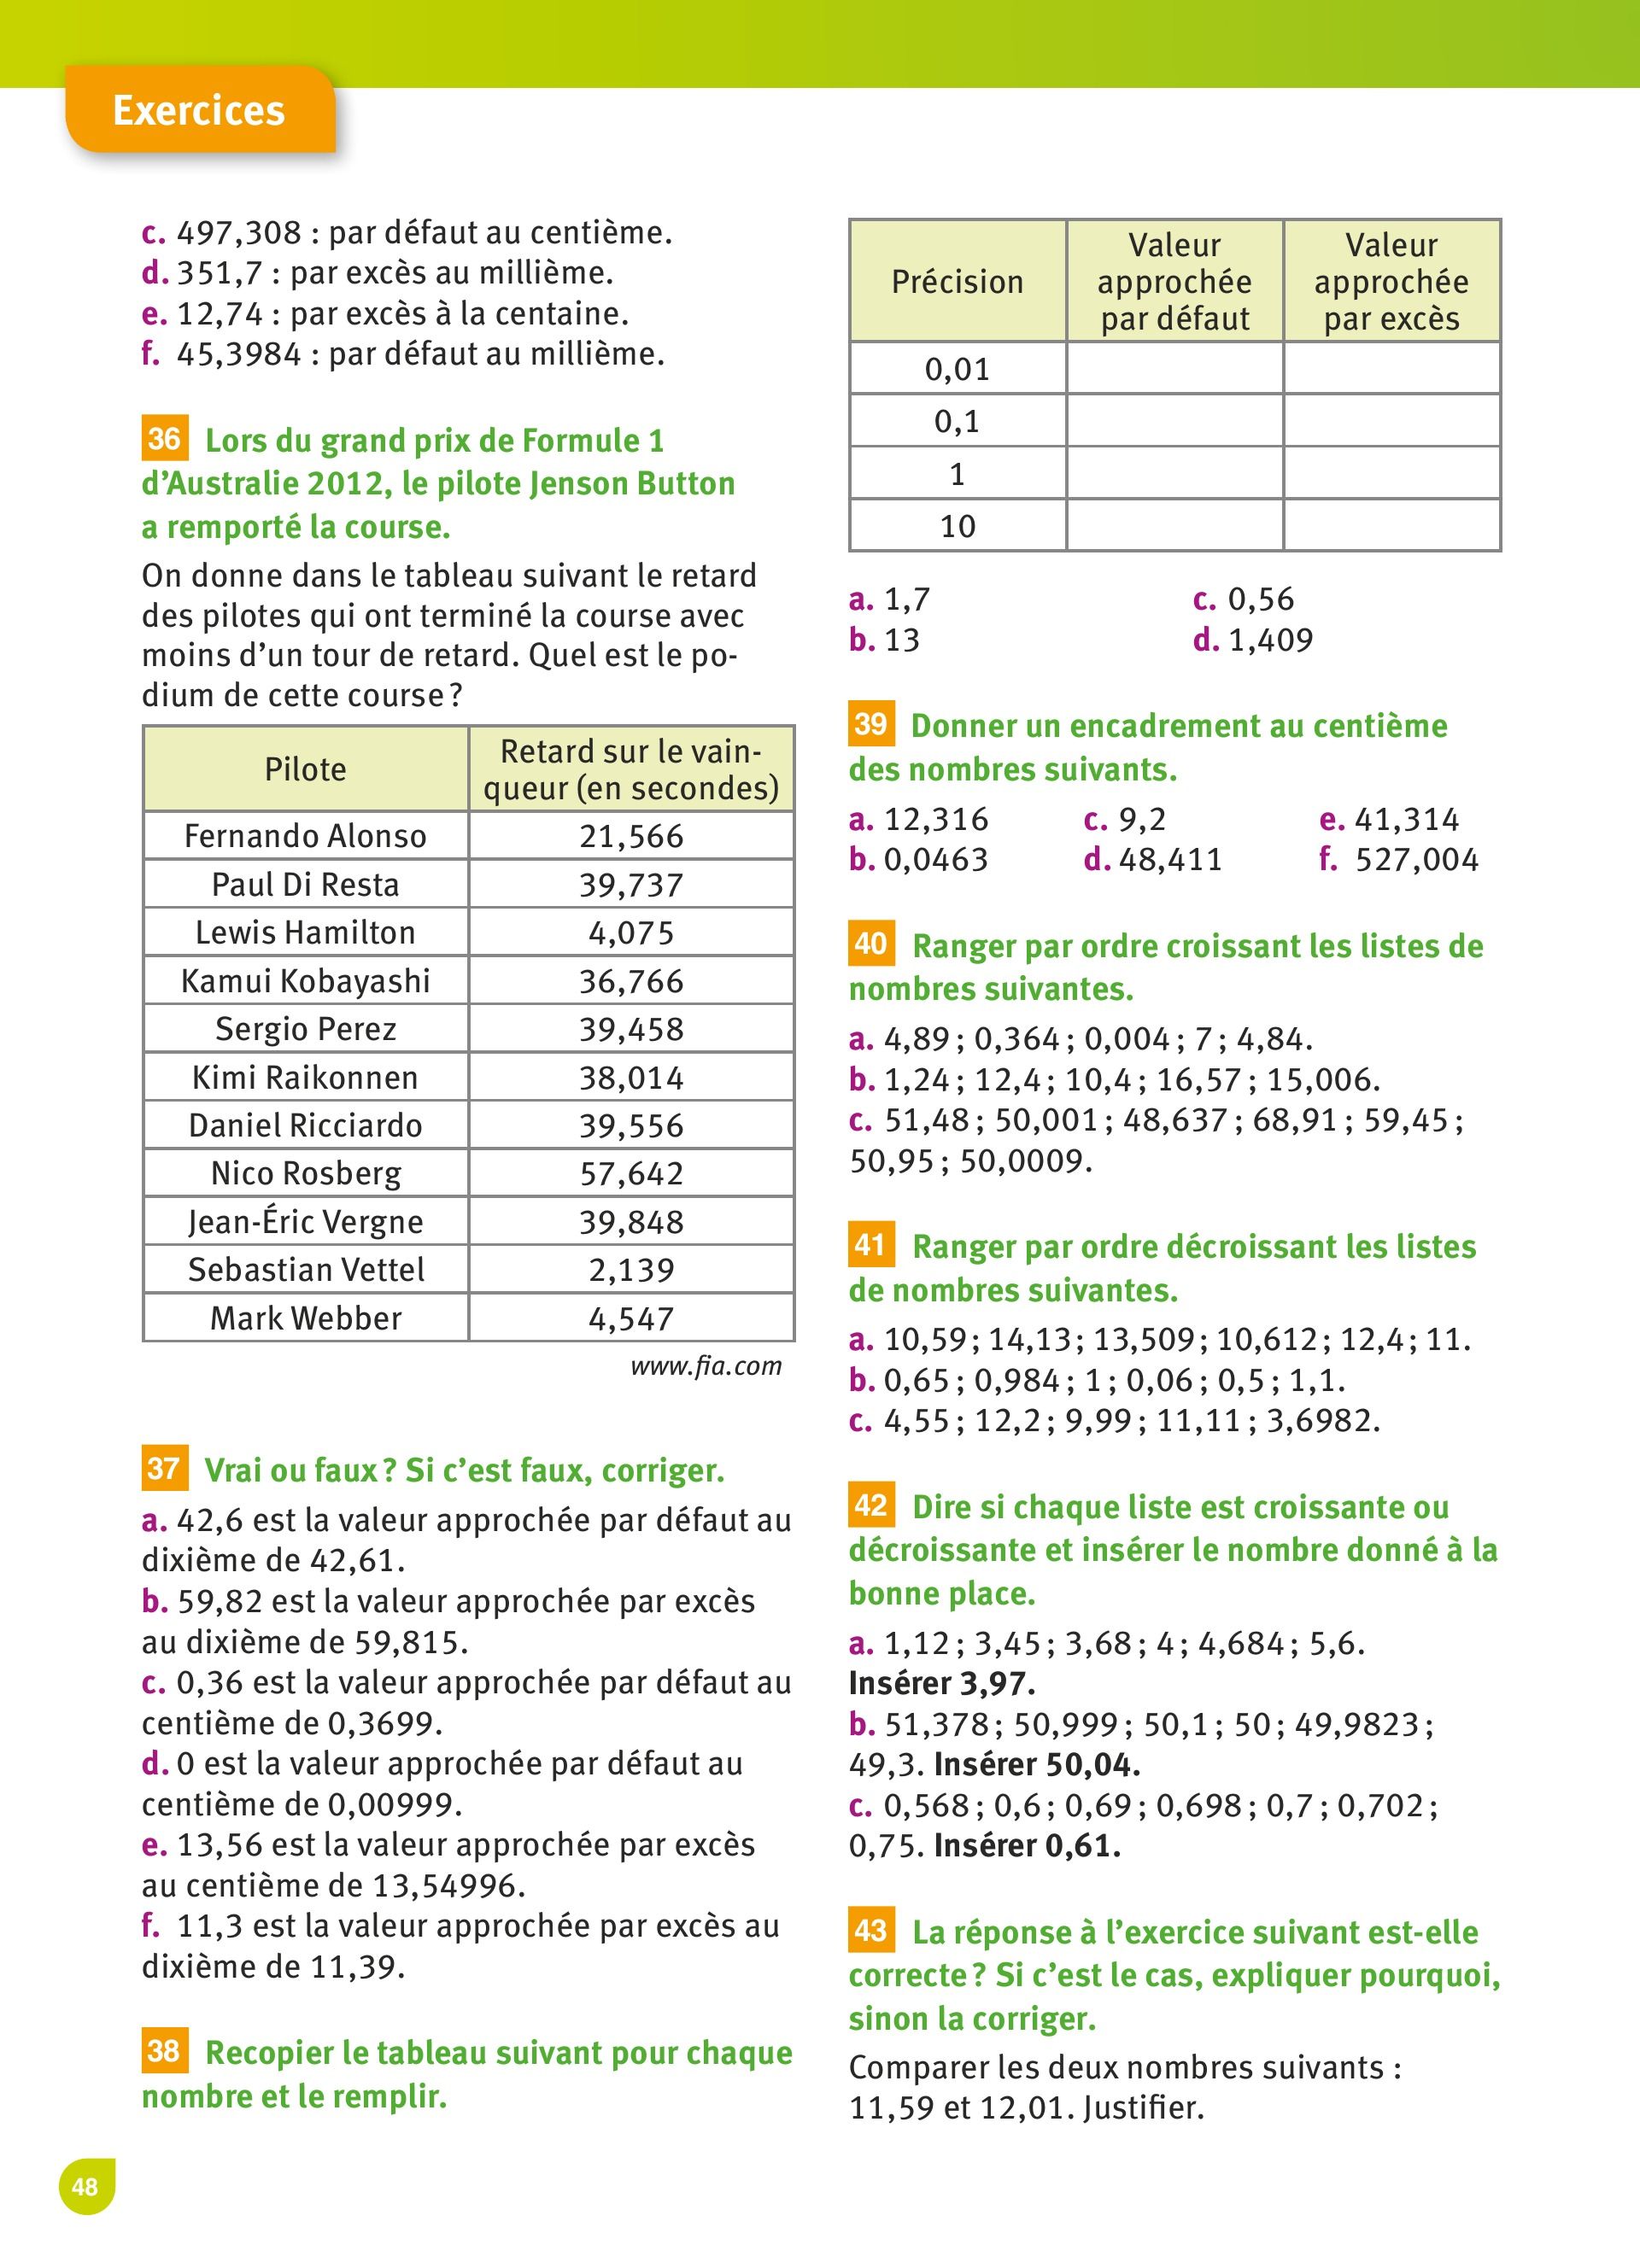 Exercices
c. 497,308 : par défaut au centième.
d. 351,7 : par excès au millième.
e. 12,74 : par excès à la centaine.
f. 45,3984 : par défaut au millième.
36 Lors du grand prix de Formule 1
d’Australie 2012, le pilote Jenson Button
a remporté la course.
On donne dans le tableau suivant le retard
des pilotes qui ont terminé la course avec
moins d’un tour de retard. Quel est le po-
dium de cette course ?
Pilote
Retard sur le vain-
queur (en secondes)
Fernando Alonso 21,566
Paul Di Resta 39,737
Lewis Hamilton 4,075
Kamui Kobayashi 36,766
Sergio Perez 39,458
Kimi Raikonnen 38,014
Daniel Ricciardo 39,556
Nico Rosberg 57,642
Jean-Éric Vergne 39,848
Sebastian Vettel 2,139
Mark Webber 4,547
www.fia.com
37 Vrai ou faux ? Si c’est faux, corriger.
a. 42,6 est la valeur approchée par défaut au
dixième de 42,61.
b. 59,82 est la valeur approchée par excès
au dixième de 59,815.
c. 0,36 est la valeur approchée par défaut au
centième de 0,3699.
d. 0 est la valeur approchée par défaut au
centième de 0,00999.
e. 13,56 est la valeur approchée par excès
au centième de 13,54996.
f. 11,3 est la valeur approchée par excès au
dixième de 11,39.
38 Recopier le tableau suivant pour chaque
nombre et le remplir.
Précision
Valeur
approchée
par défaut
Valeur
approchée
par excès
0,01
0,1
1
10
a. 1,7 c. 0,56
b. 13 d. 1,409
39 Donner un encadrement au centième
des nombres suivants.
a. 12,316 c. 9,2 e. 41,314
b. 0,0463 d. 48,411 f. 527,004
40 Ranger par ordre croissant les listes de
nombres suivantes.
a. 4,89 ; 0,364 ; 0,004 ; 7 ; 4,84.
b. 1,24 ; 12,4 ; 10,4 ; 16,57 ; 15,006.
c. 51,48 ; 50,001 ; 48,637 ; 68,91 ; 59,45 ;
50,95 ; 50,0009.
41 Ranger par ordre décroissant les listes
de nombres suivantes.
a. 10,59 ; 14,13 ; 13,509 ; 10,612 ; 12,4 ; 11.
b. 0,65 ; 0,984 ; 1 ; 0,06 ; 0,5 ; 1,1.
c. 4,55 ; 12,2 ; 9,99 ; 11,11 ; 3,6982.
42 Dire si chaque liste est croissante ou
décroissante et insérer le nombre donné à la
bonne place.
a. 1,12 ; 3,45 ; 3,68 ; 4 ; 4,684 ; 5,6.
Insérer 3,97.
b. 51,378 ; 50,999 ; 50,1 ; 50 ; 49,9823 ;
49,3. Insérer 50,04.
c. 0,568 ; 0,6 ; 0,69 ; 0,698 ; 0,7 ; 0,702 ;
0,75. Insérer 0,61.
43 La réponse à l’exercice suivant est-elle
correcte ? Si c’est le cas, expliquer pourquoi,
sinon la corriger.
Comparer les deux nombres suivants :
11,59 et 12,01. Justifier.
48